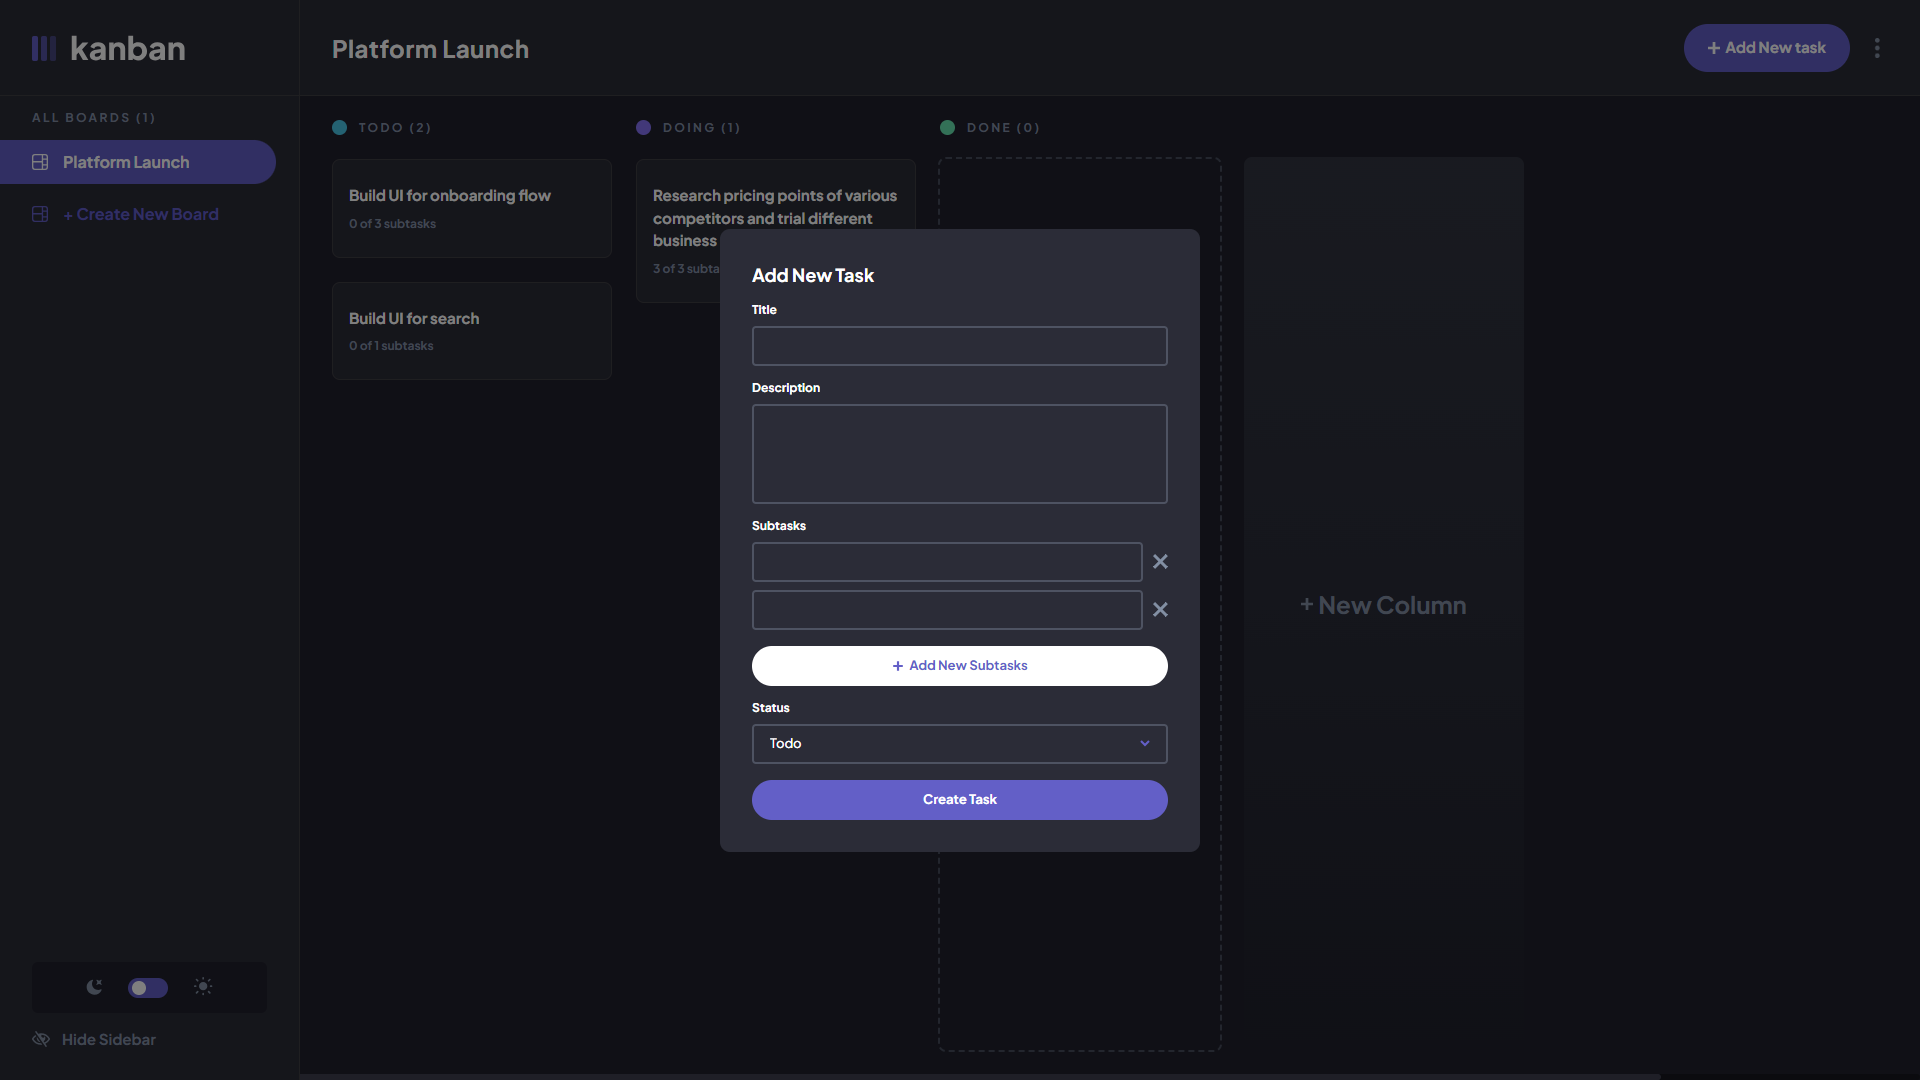 kanban
Platform Launch
+ Add New task
ALL BOARDS (1)
Platform Launch
+ Create New Board
TODO (2)
DOING (1)
DONE (0)
Build UI for onboarding flow
0 of 3 subtasks
Build UI for search
0 of 1 subtasks
Research pricing points of various
competitors and trial different
business
3 of 3 subta
Add New Task
Title
Description
Subtasks
+ Add New Subtasks
Status
Todo
Create Task
+ New Column
Hide Sidebar